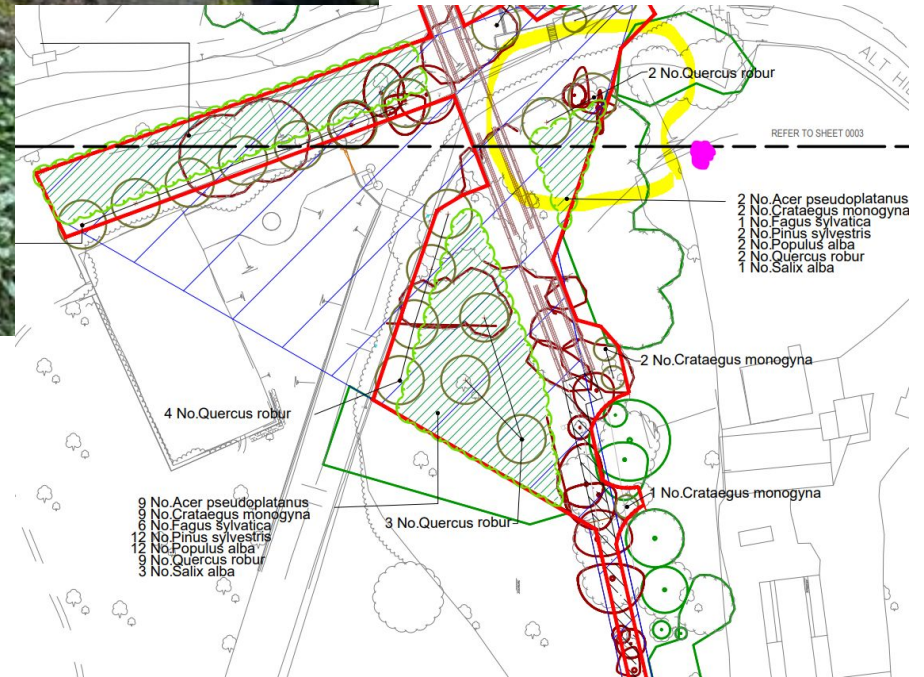 2 No.Quercus robur
ALT HI
REFER TO SHEET 0003
2 No.Acer pseudoplatanus
2 No.Crataegus monogyna
1 No.Fagus sylvatica
2 No.Pinus sylvestris
2 No.Populus alba
2 No.Quercus robur
1 No.Salix alba
2 No.Crataegus monogyna
4 No.Quercus robur
1 No.Crataegus monogyna
9 No.Acer pseudoplatanus
9 No.Crataegus monogyna
6 No.Fagus sylvatica
12 No.Pinus sylvestris
12 No.Populus alba
9 No.Quercus robur
3 No.Salix alba
3 No.Quercus robur